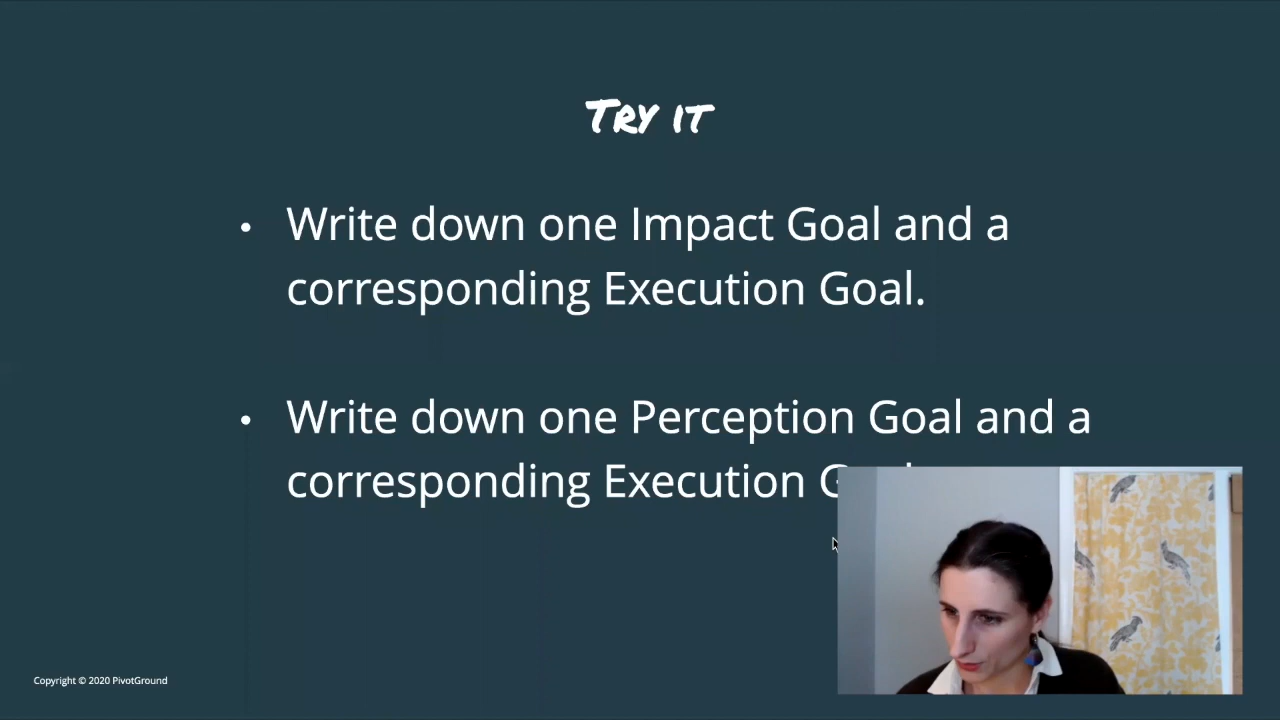 Try it
• Write down one Impact Goal and a
corresponding Execution Goal.
• Write down one Perception Goal and a
corresponding Execution
Copyright © 2020 PivotGround